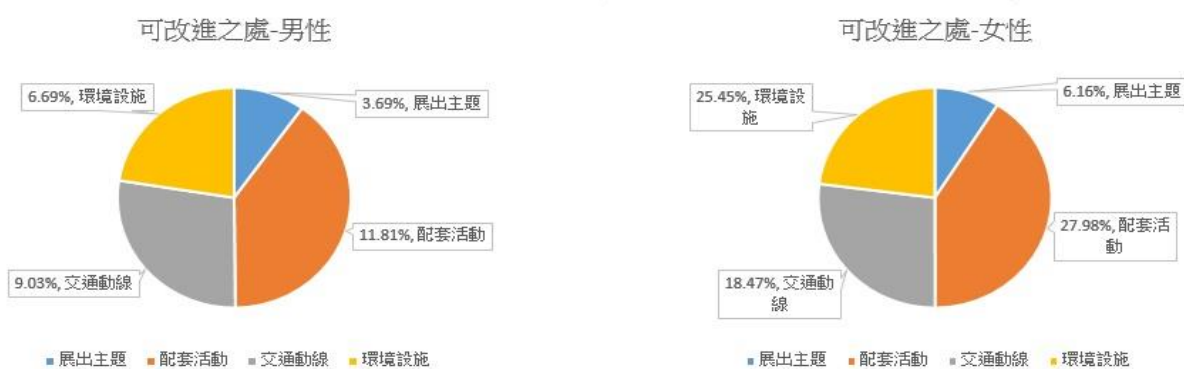 可改進之處-男性
6.69%, 環境設施
3.69%, 展出主題
11.81%, 配套活動
9.03%, 交通動線
■展出主題 ■配套活動 ■交通動線 ■環境設施
可改進之處-女性
25.45%, 環境設
施
6.16%, 展出主題
27.98%, 配套活
動
18.47%, 交通動
線
■展出主題 ■配套活動 ■交通動線 ■環境設施